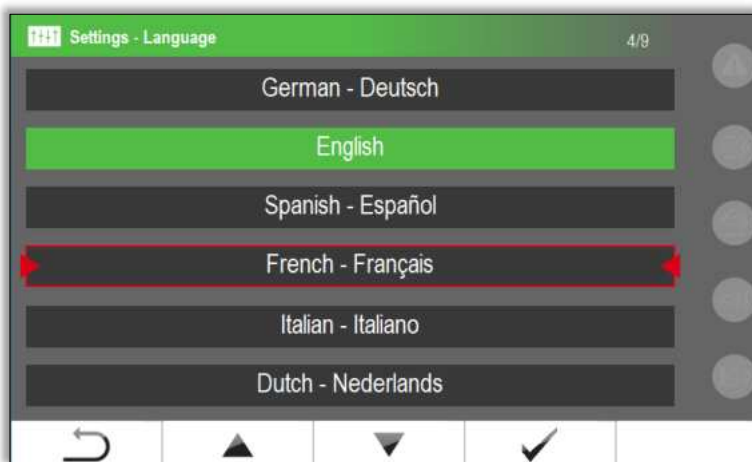 Settings - Language
4/9
German - Deutsch
English
Spanish - Español
French - Français
Italian - Italiano
Dutch - Nederlands